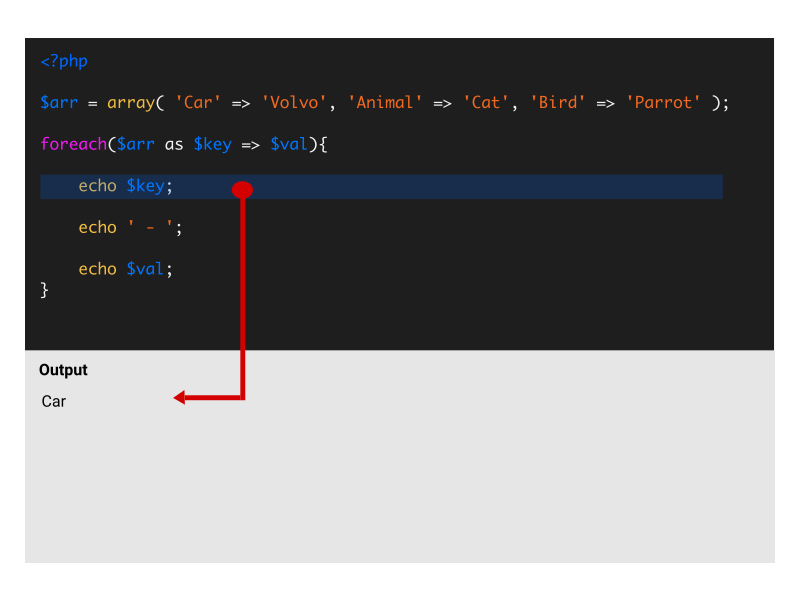 <?php
$arr = array( 'Car' => 'Volvo', 'Animal' => 'Cat', 'Bird' => 'Parrot' );
foreach($arr as $key => $val){
echo $key;
echo ' - ';
echo $val;
}
Output
Car